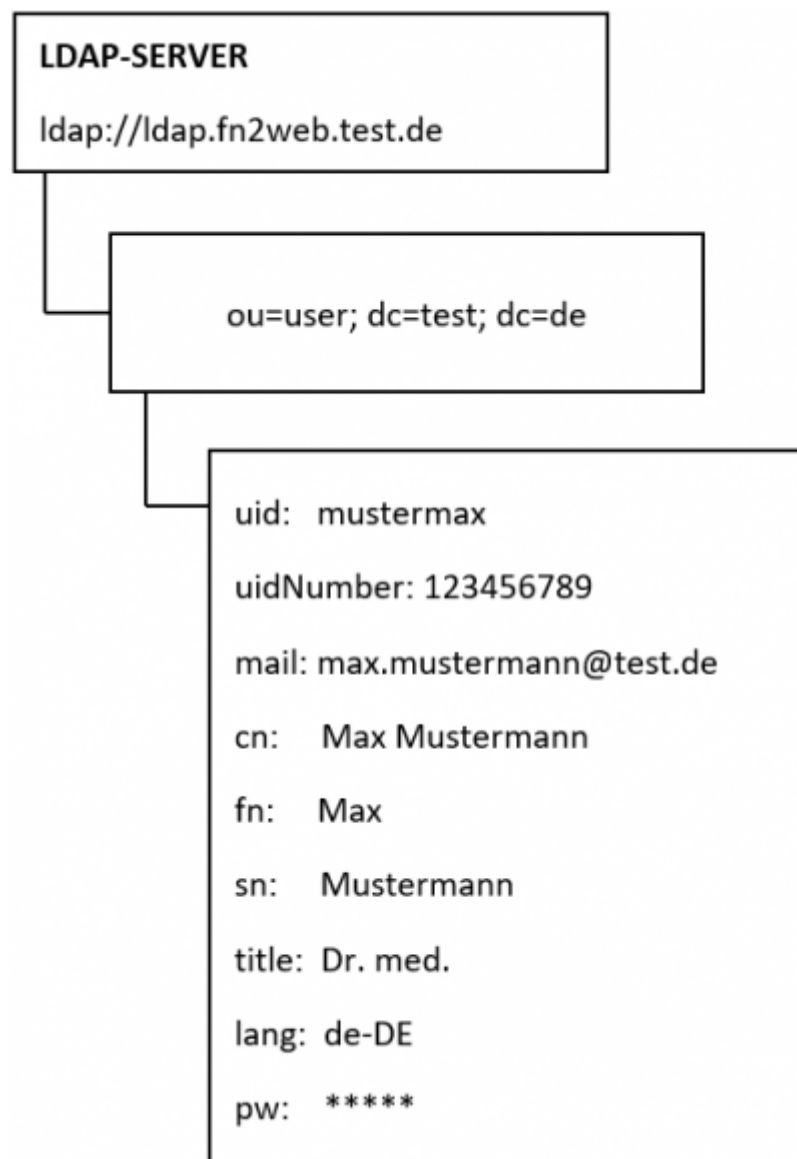 LDAP-SERVER
ldap://ldap.fn2web.test.de
ou=user; dc=test; dc=de
uid: mustermax
uidNumber: 123456789
mail: max.mustermann@test.de
cn: Max Mustermann
fn: Max
sn: Mustermann
title: Dr. med.
lang: de-DE
pw: *****